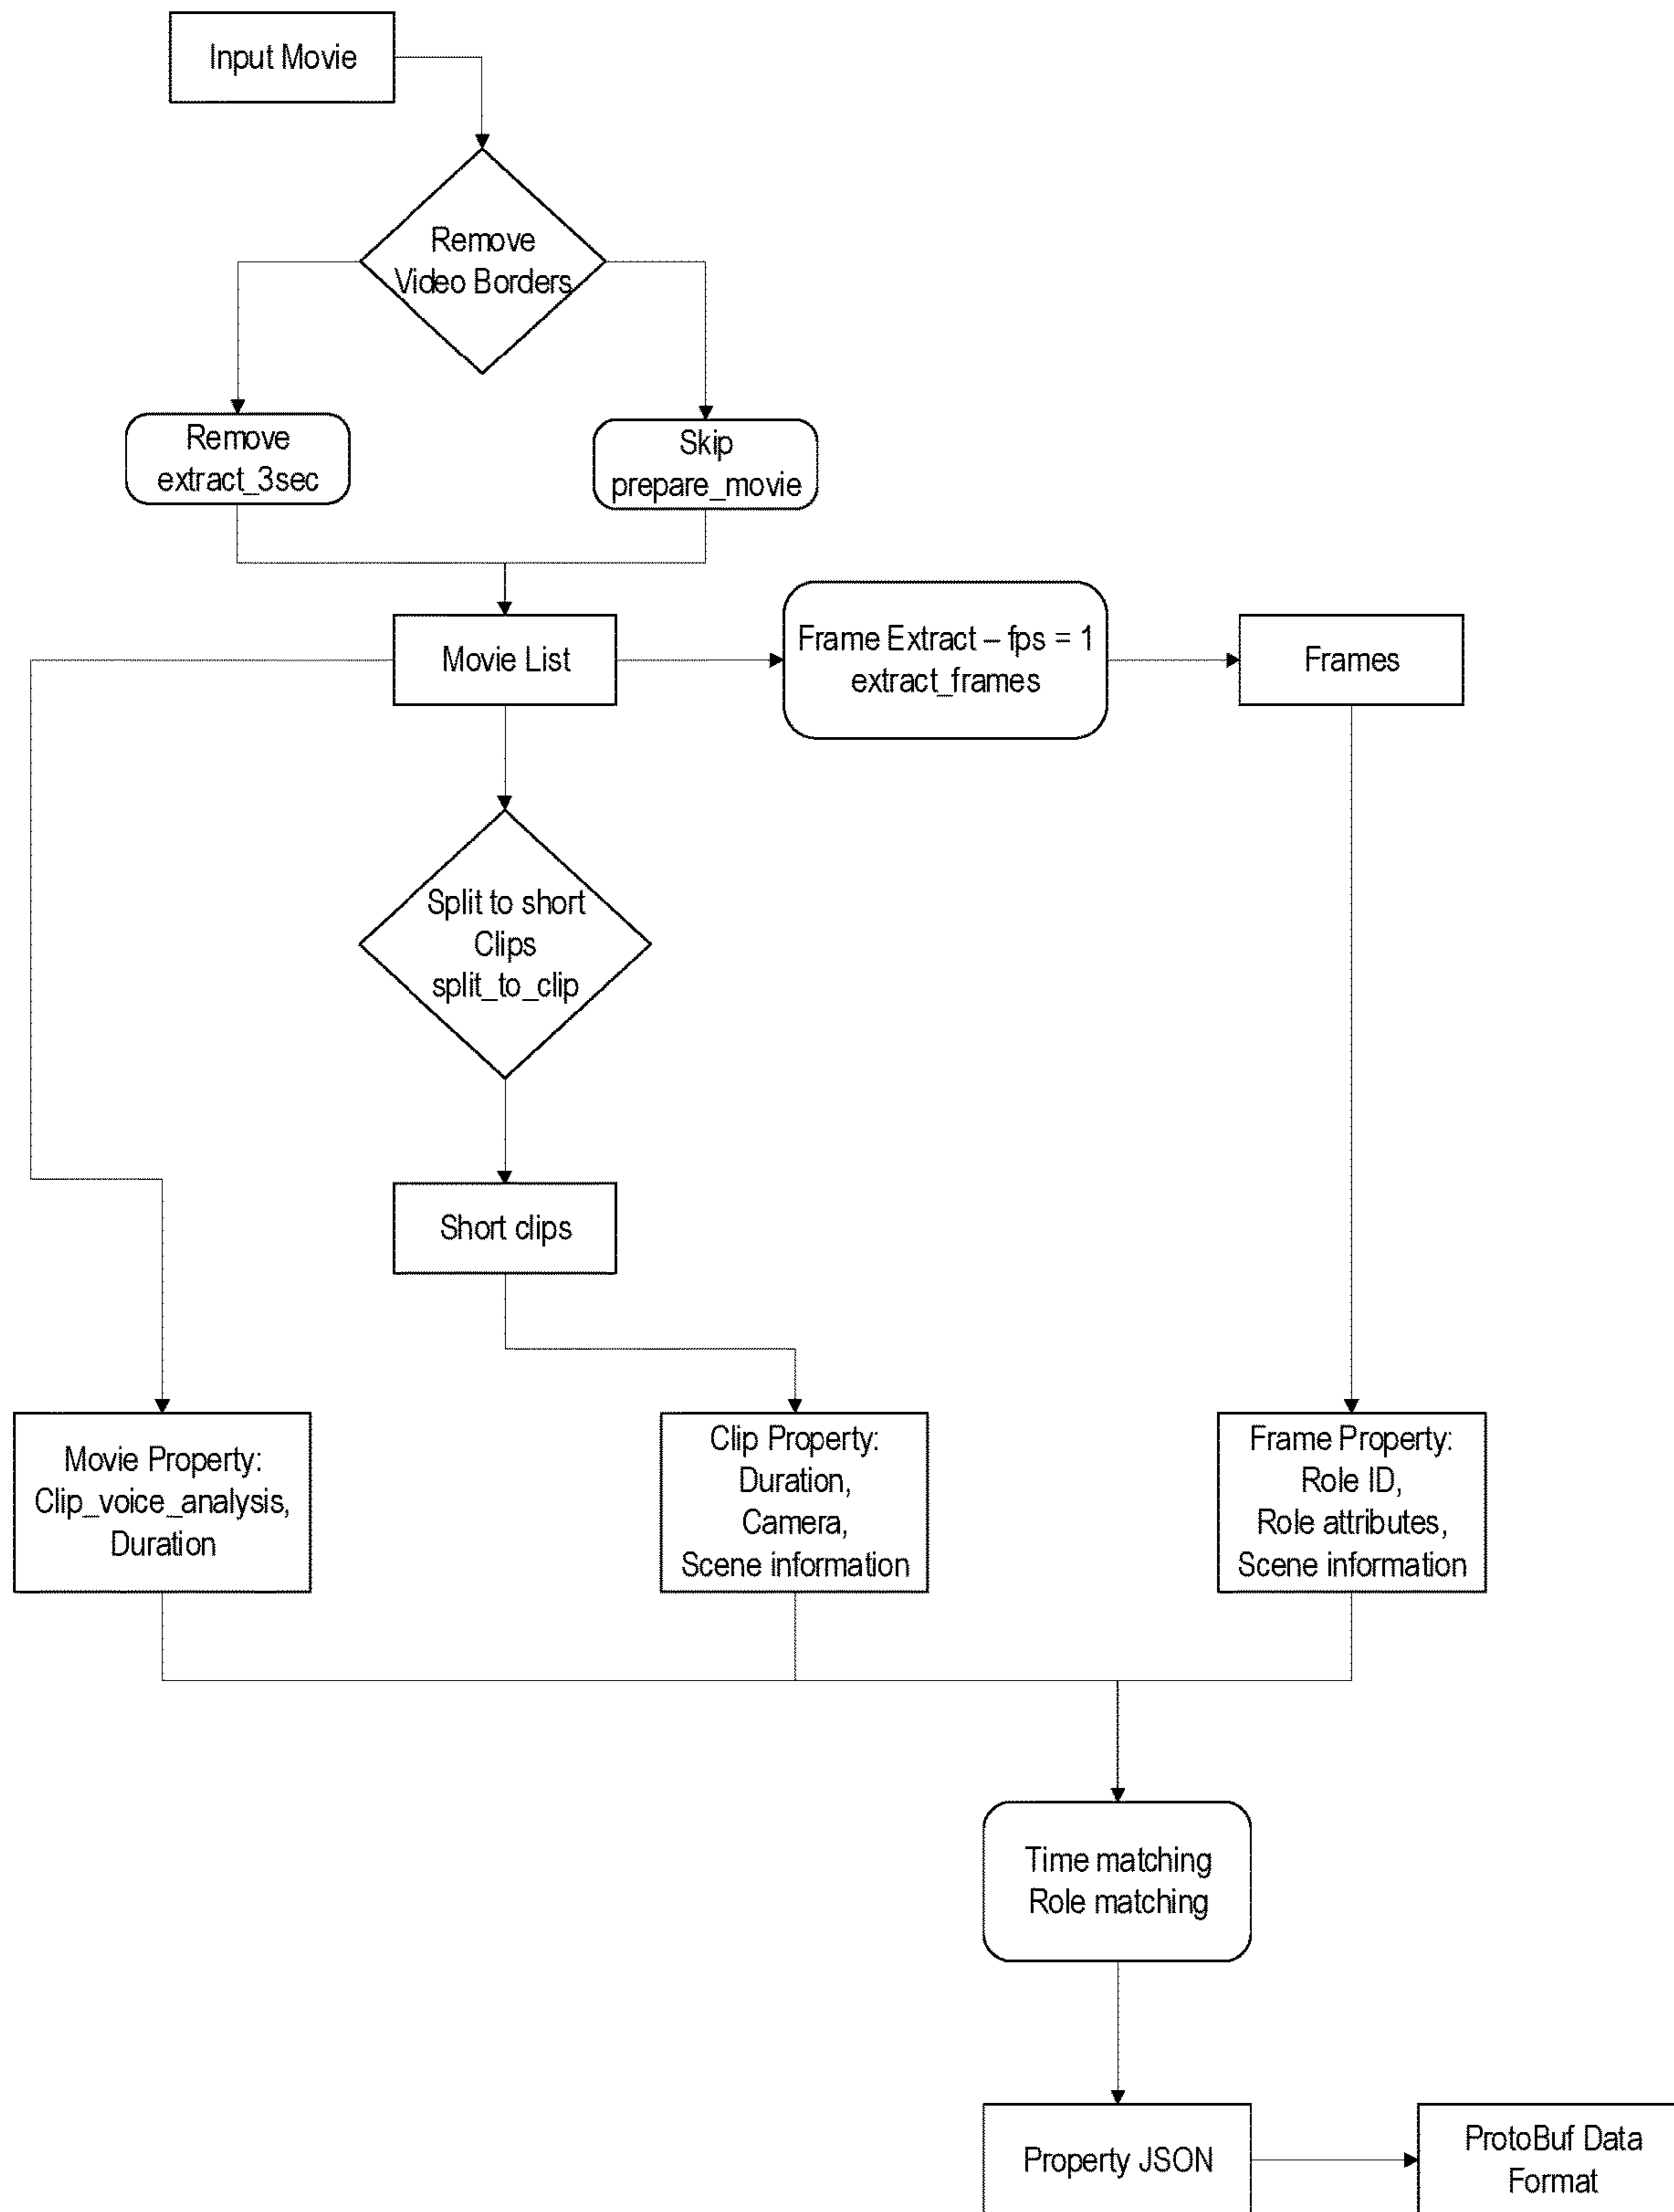 Input Movie
Remove
Video Borders
Remove
extract_3sec
Skip
prepare_movie
Movie List
Frame Extract – fps = 1
extract_frames
Frames
Split to short
Clips
split_to_clip
Short clips
Movie Property:
Clip_voice_analysis,
Duration
Clip Property:
Duration,
Camera,
Scene information
Frame Property:
Role ID,
Role attributes,
Scene information
Time matching
Role matching
Property JSON
ProtoBuf Data
Format